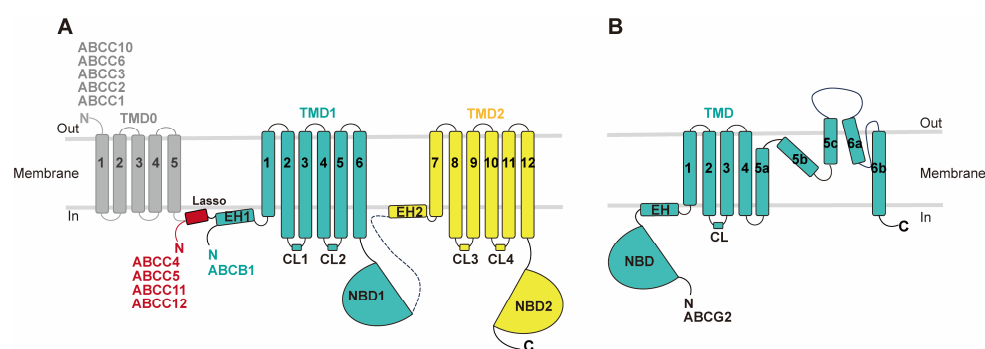 A
ABCC10
ABCC6
ABCC3
ABCC2
ABCC1
N
TMD0
TMD1
TMD2
Out
Membrane
In
1 2 3 4 5
1 2 3 4 5 6
7 8 9 10 11 12
Lasso
EH1
EH2
N
ABCC4
ABCC5
ABCC11
ABCC12
N
ABCB1
CL1 CL2
CL3 CL4
NBD1
NBD2
C
B
TMD
Out
Membrane
In
1 2 3 4 5a 5b 5c 6a 6b
EH
CL
C
NBD
N
ABCG2